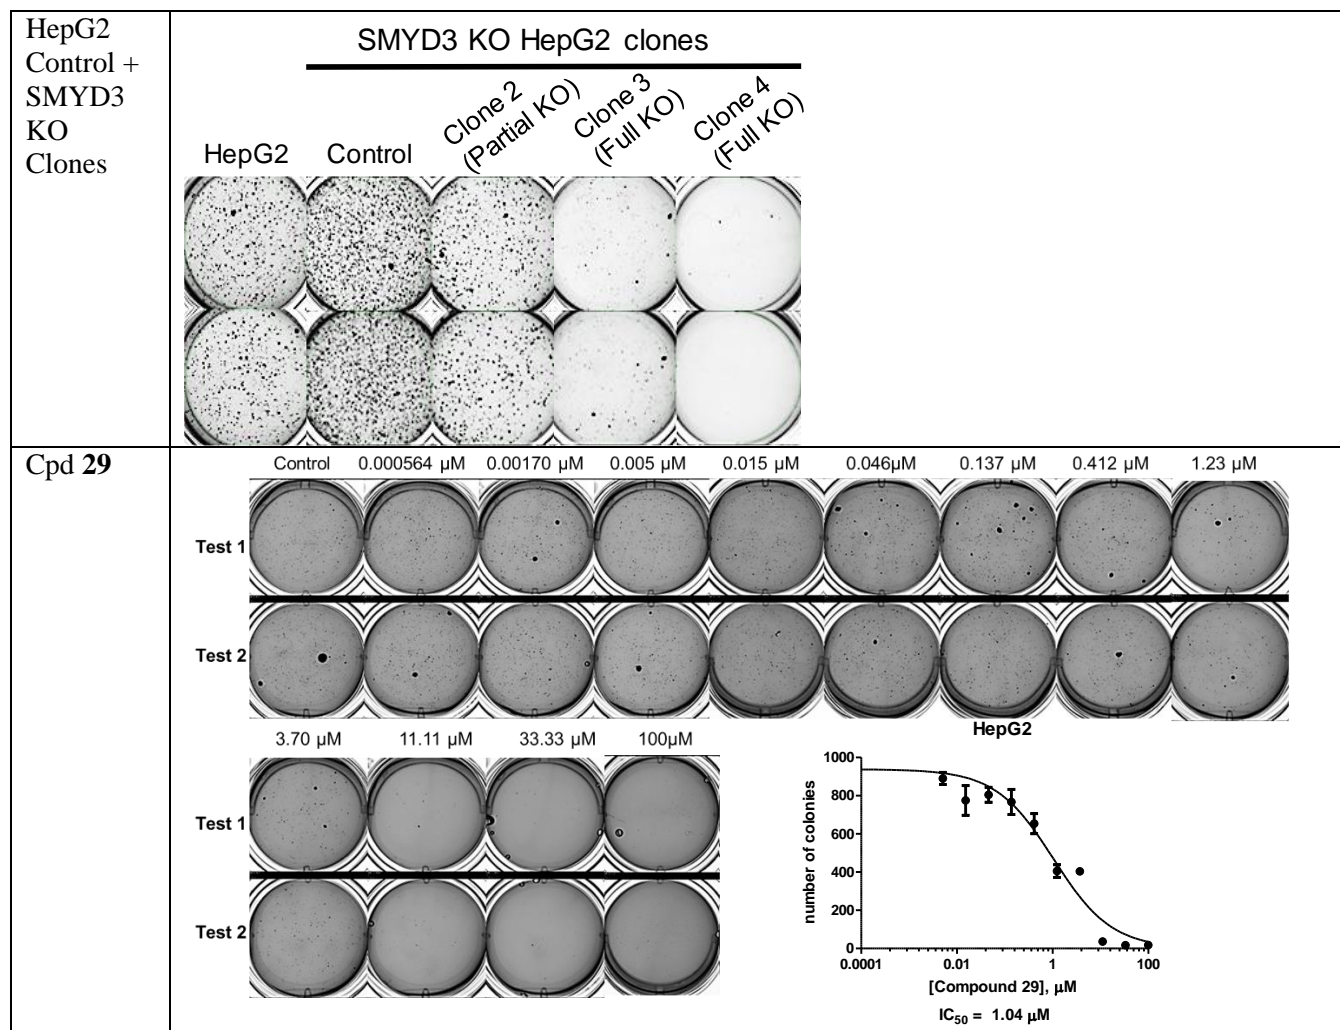 HepG2
Control +
SMYD3
KO
Clones
SMYD3 KO HepG2 clones
HepG2
Control
Clone 2
(Partial KO)
Clone 3
(Full KO)
Clone 4
(Full KO)
Cpd 29
Control 0.000564 µM 0.00170 µM 0.005 µM 0.015 µM 0.046µM 0.137 µM 0.412 µM 1.23 µM
Test 1
Test 2
3.70 µM 11.11 µM 33.33 µM 100µM
Test 1
Test 2
HepG2
number of colonies
1000
800
600
400
200
0
0.0001 0.01 1 100
[Compound 29], µM
IC50 = 1.04 µM